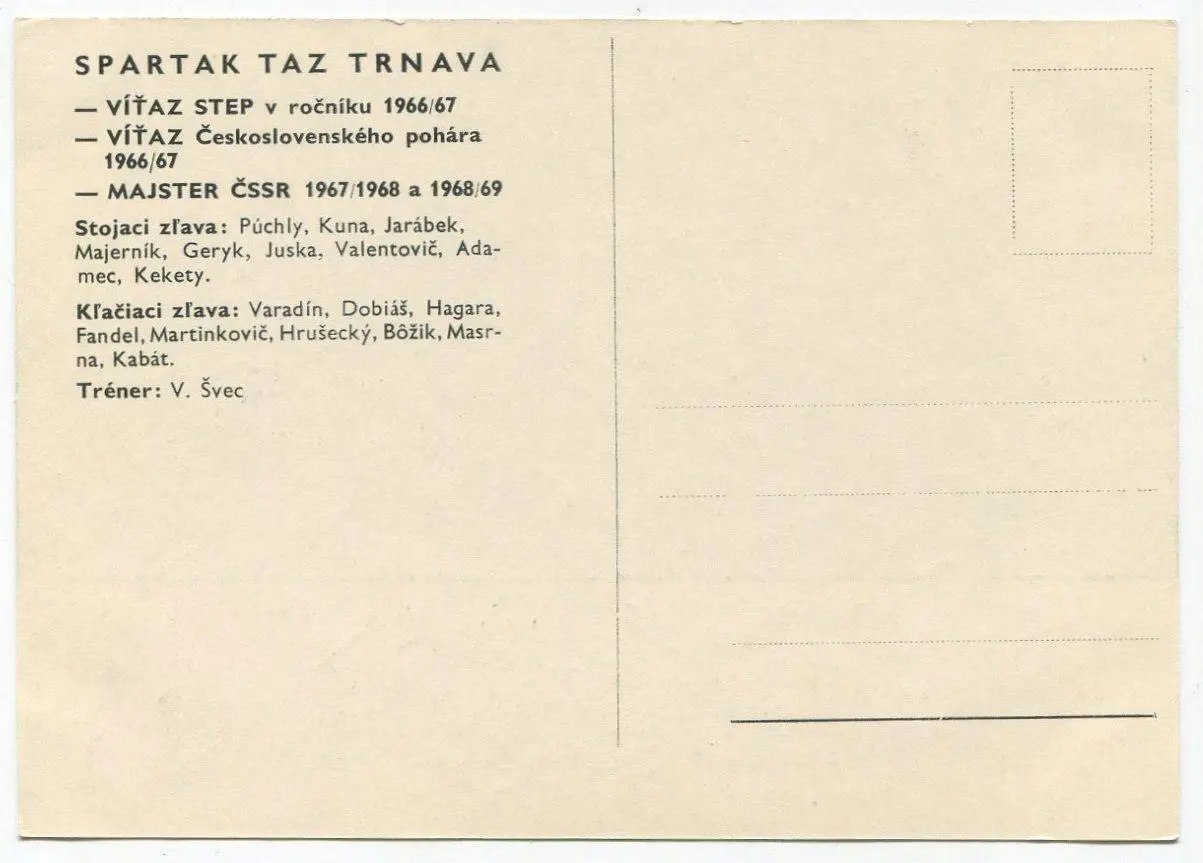 SPARTAK TAZ TRNAVA
— VÍŤAZ STEP v ročníku 1966/67
— VÍŤAZ Československého pohára
1966/67
— MAJSTER ČSSR 1967/1968 a 1968/69
Stojaci zľava: Púchly, Kuna, Jarábek,
Majerník, Geryk, Juska, Valentovič, Ada-
mec, Kekety.
Kľačiaci zľava: Varadín, Dobiáš, Hagara,
Fandel, Martinkovič, Hrušecký, Bôžik, Masr-
na, Kabát.
Tréner: V. Švec